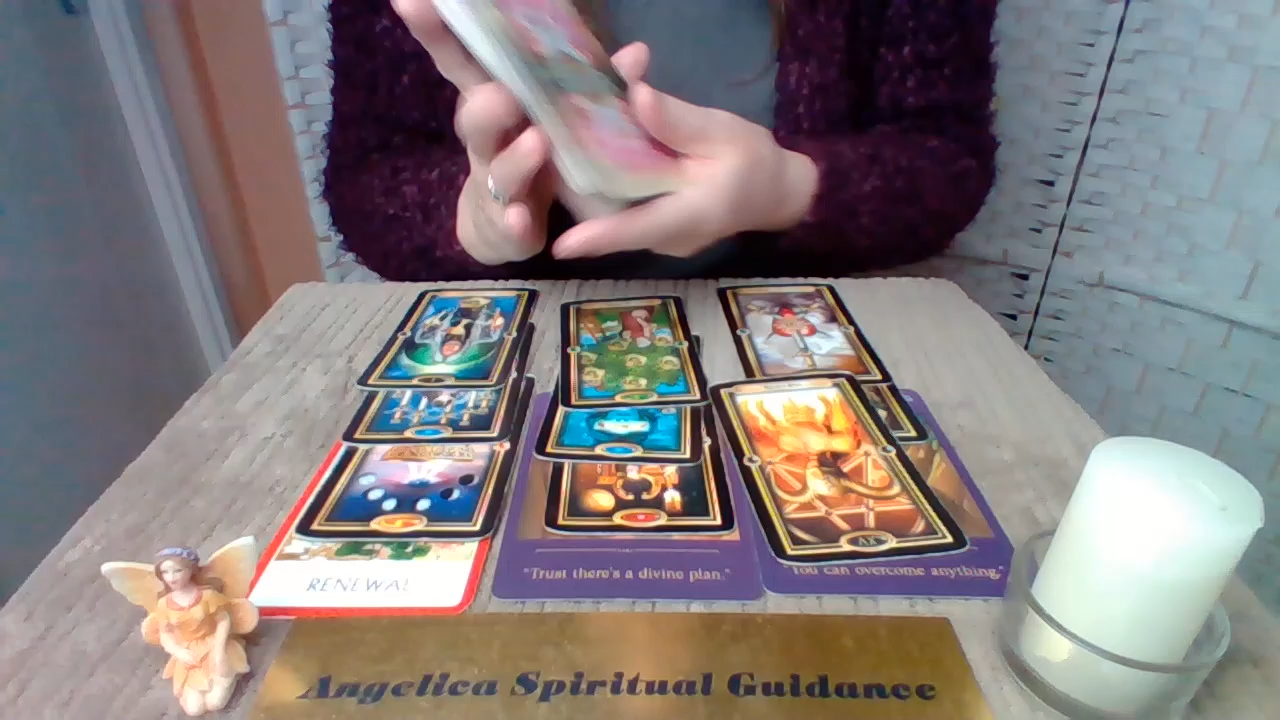 RENEWAL
"Trust there's a divine plan."
"You can overcome anything."
Angelica Spiritual Guidance